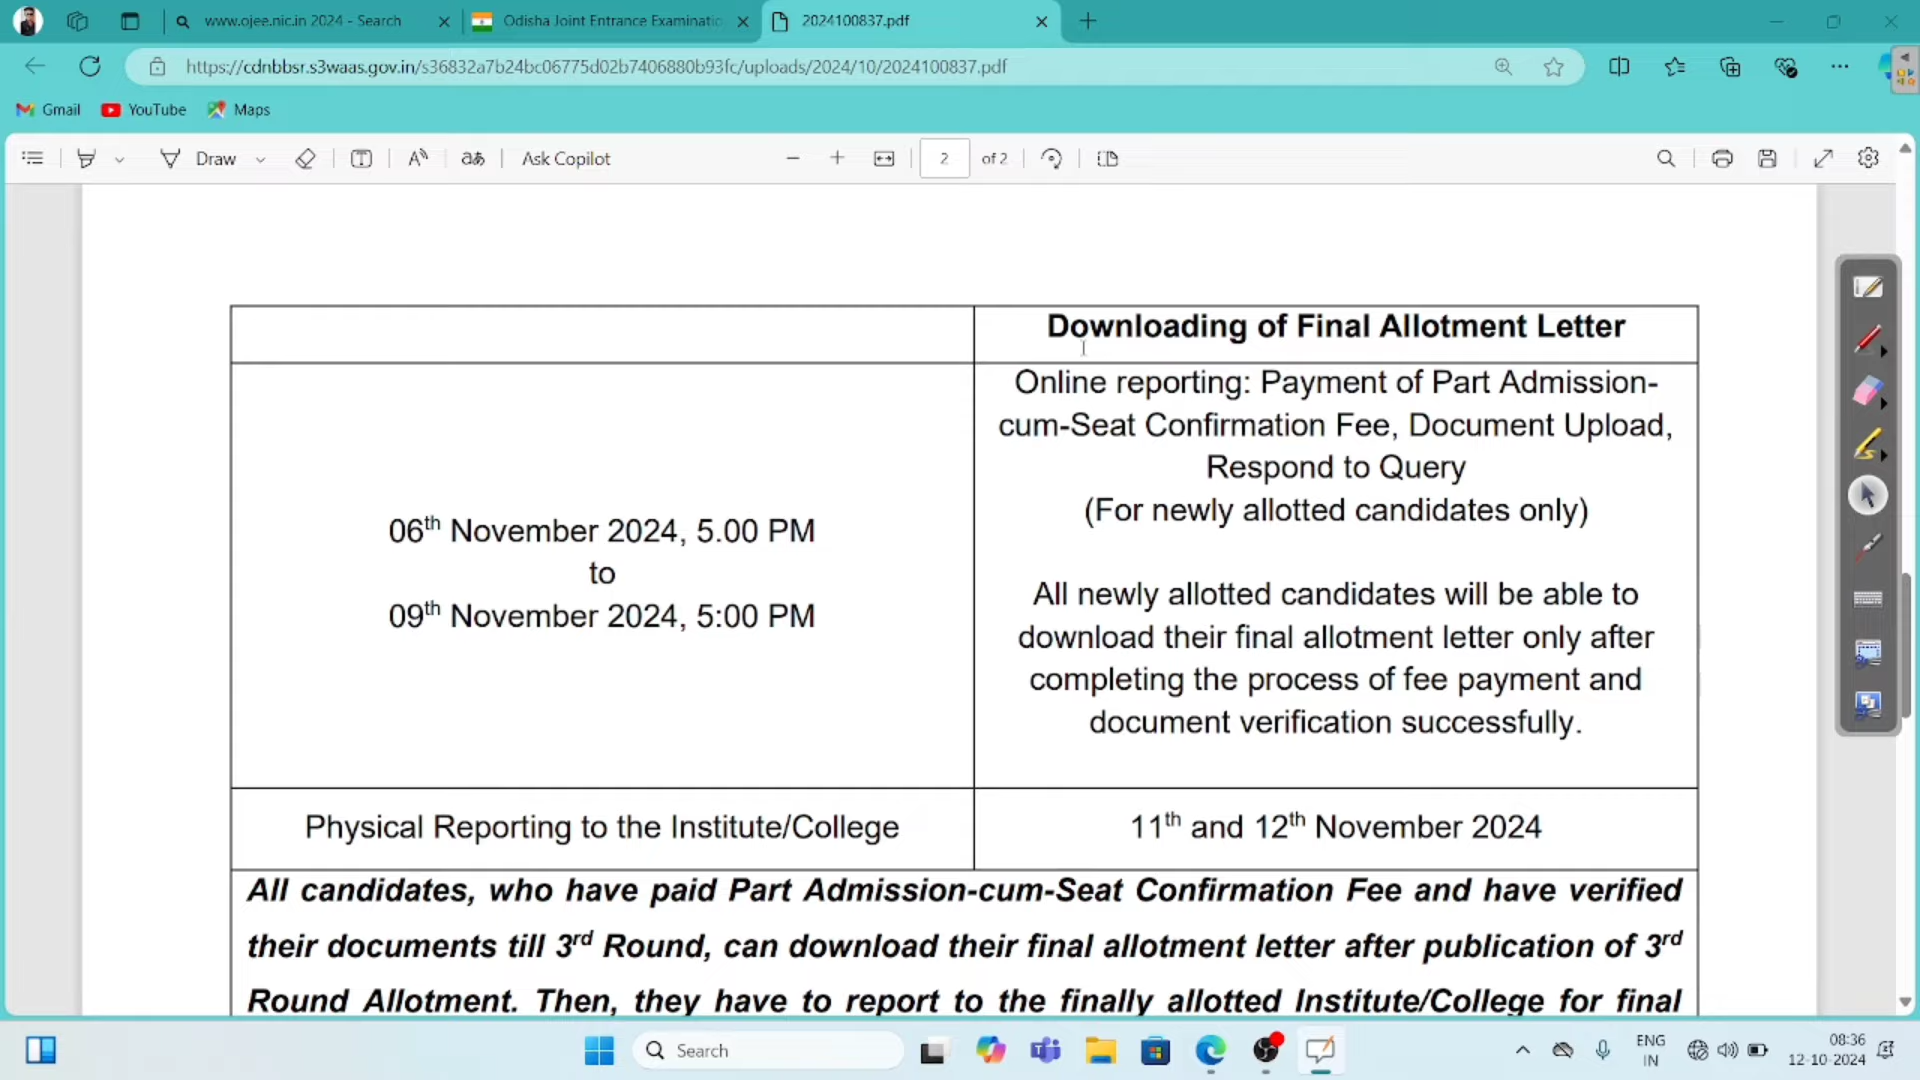 www.ojee.nic.in 2024 - Search
Odisha Joint Entrance Examinatio
2024100837.pdf
https://cdnbbsr.s3waas.gov.in/s36832a7b24bc06775d02b7406880b93fc/uploads/2024/10/2024100837.pdf
Gmail
YouTube
Maps
Draw
Ask Copilot
2
of 2
Downloading of Final Allotment Letter
06th November 2024, 5.00 PM
to
09th November 2024, 5:00 PM
Online reporting: Payment of Part Admission-
cum-Seat Confirmation Fee, Document Upload,
Respond to Query
(For newly allotted candidates only)
All newly allotted candidates will be able to
download their final allotment letter only after
completing the process of fee payment and
document verification successfully.
Physical Reporting to the Institute/College
11th and 12th November 2024
All candidates, who have paid Part Admission-cum-Seat Confirmation Fee and have verified
their documents till 3rd Round, can download their final allotment letter after publication of 3rd
Round Allotment. Then, they have to report to the finally allotted Institute/College for final
Search
ENG
IN
08:36
12-10-2024